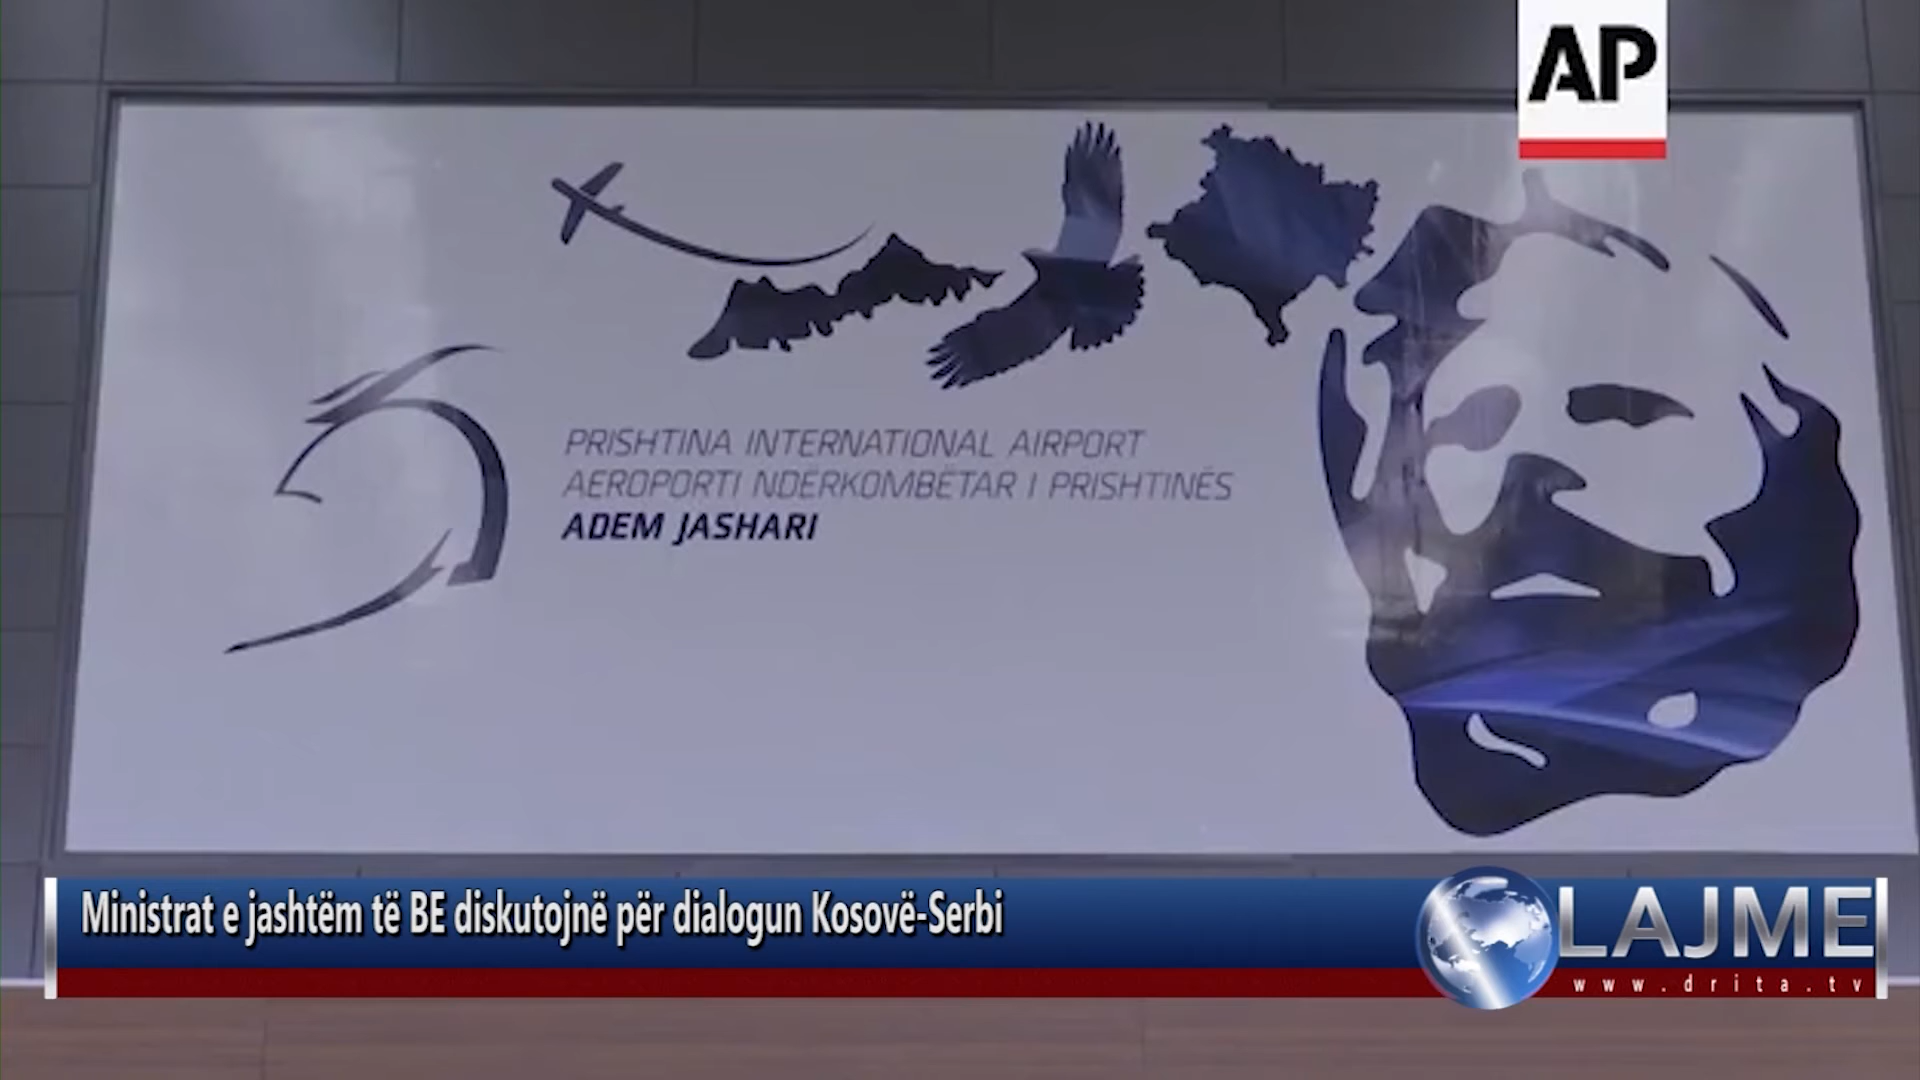 AP
PRISHTINA INTERNATIONAL AIRPORT
AEROPORTI NDËRKOMBËTAR I PRISHTINËS
ADEM JASHARI
Ministrat e jashtëm të BE diskutojnë për dialogun Kosovë-Serbi
LAJME
www.drita.tv